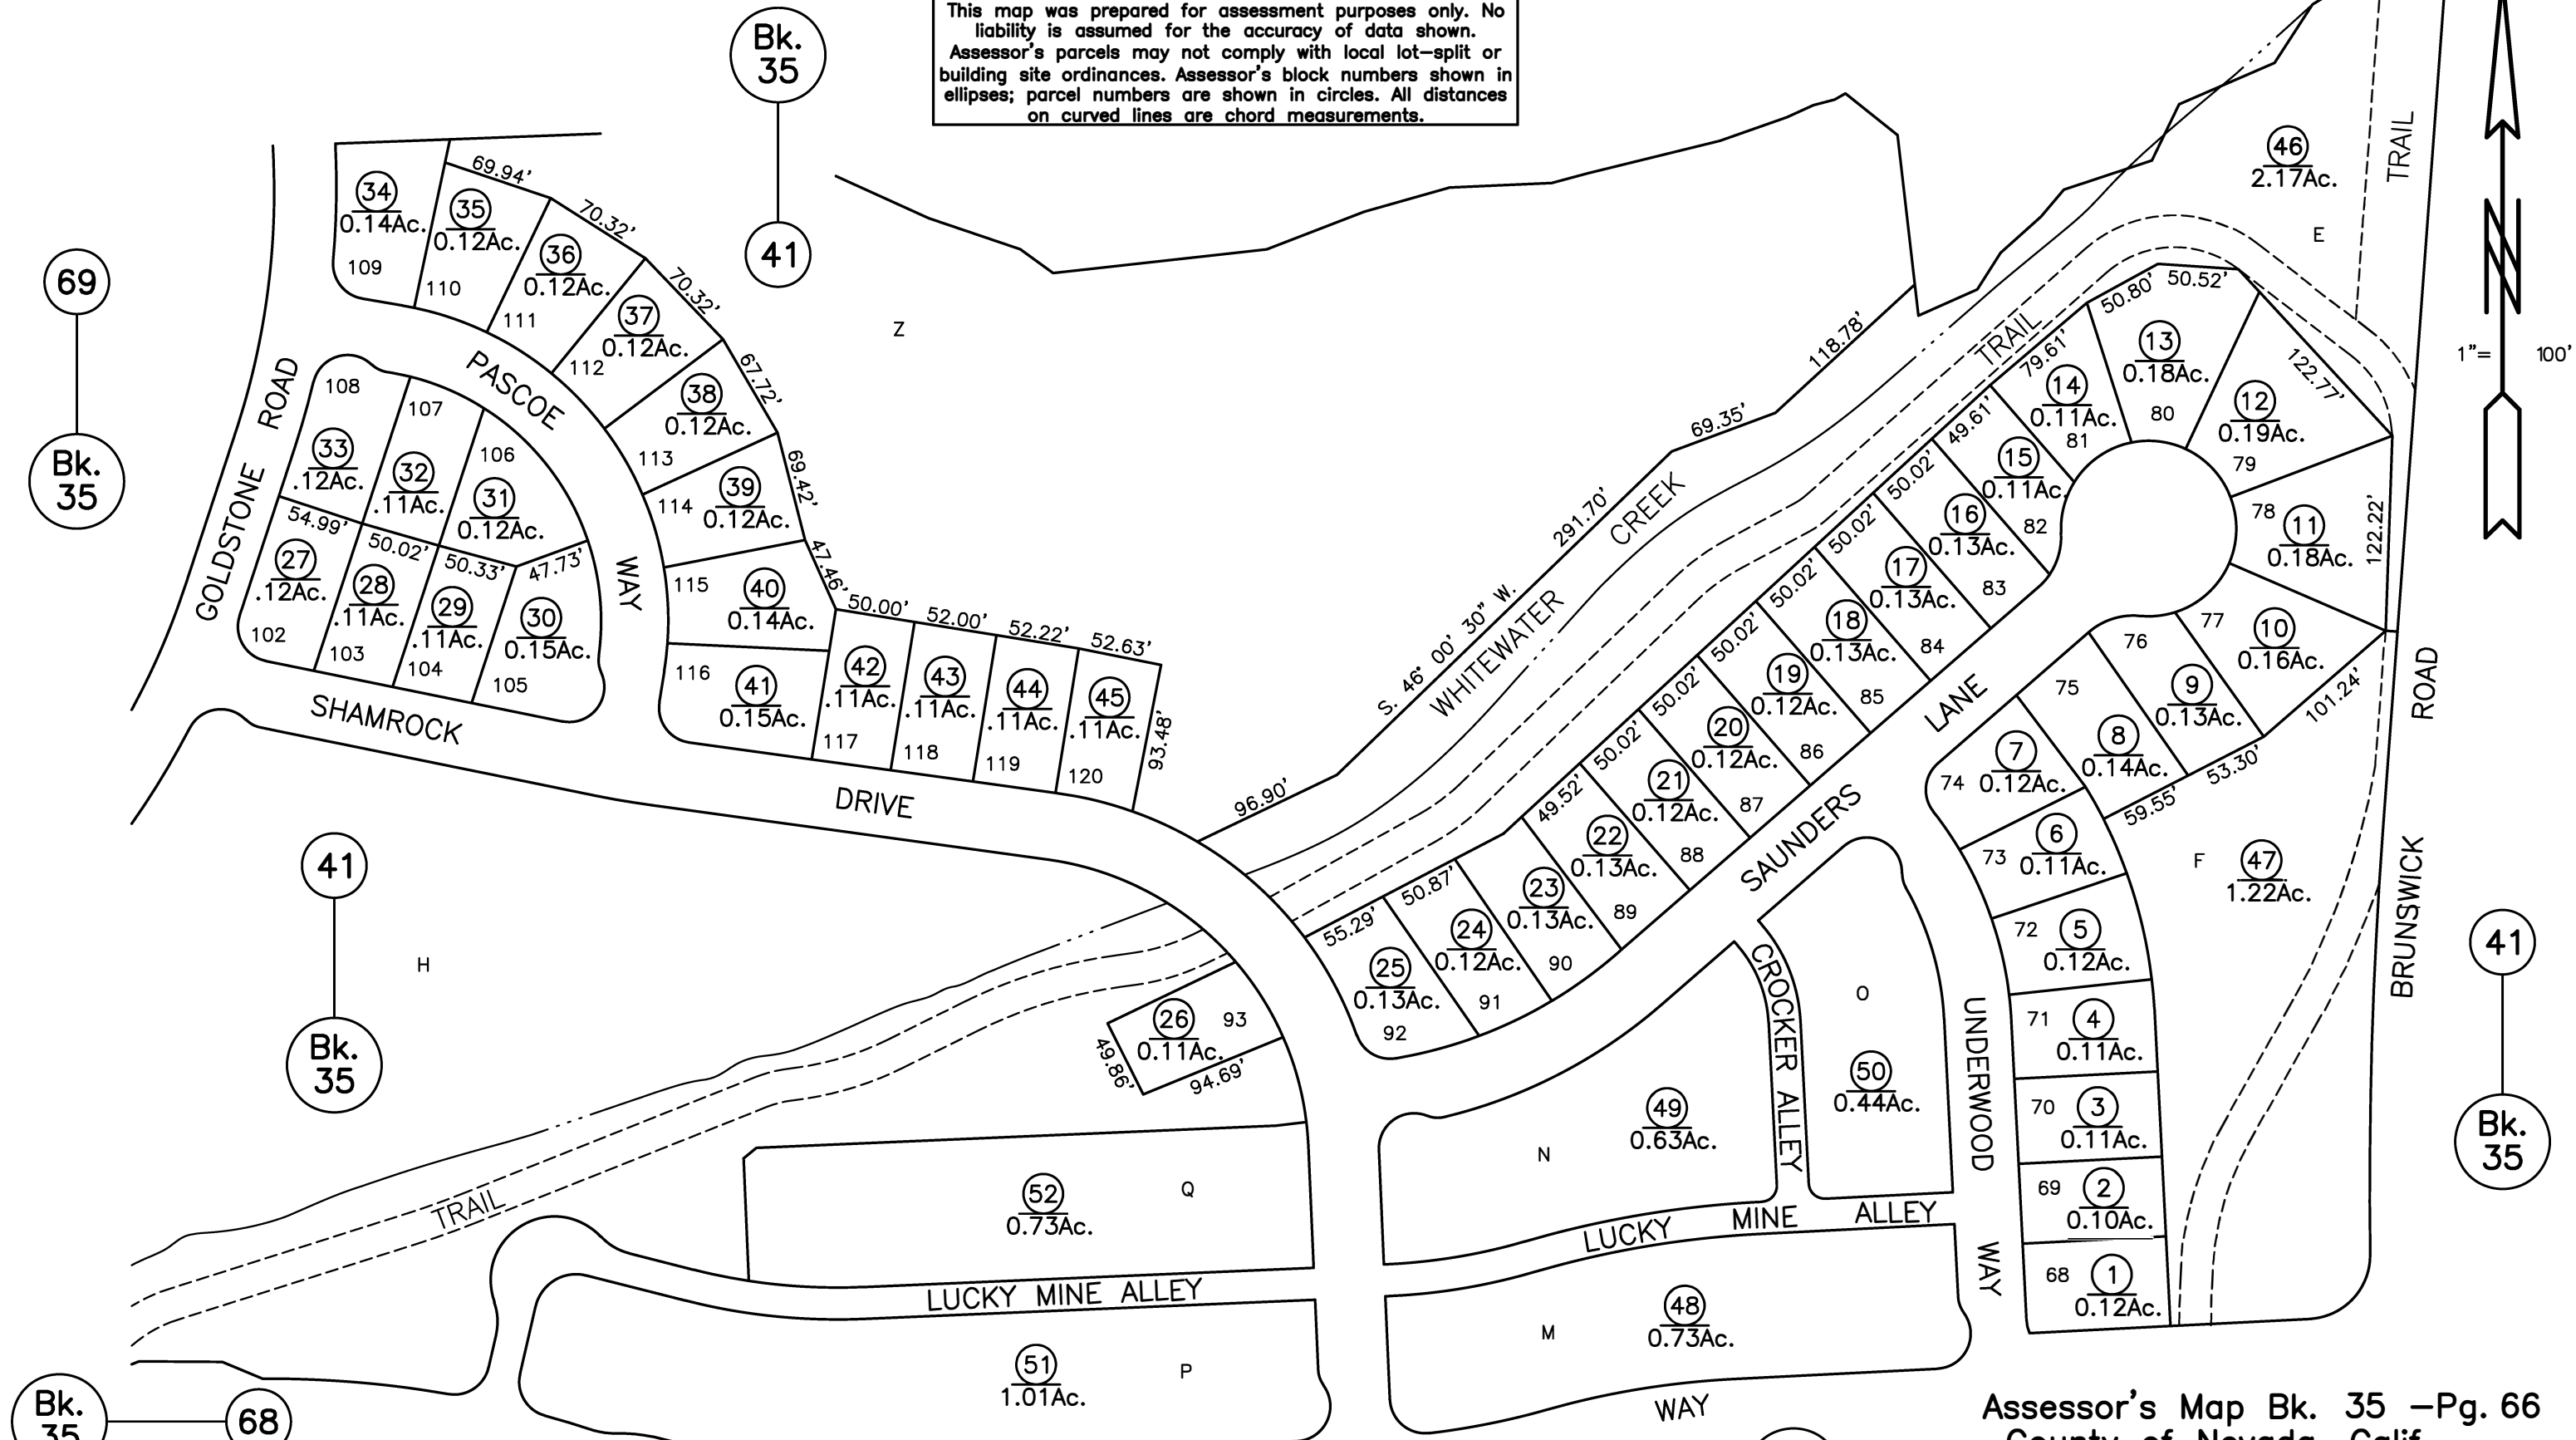 This map was prepared for assessment purposes only. No
liability is assumed for the accuracy of data shown.
Assessor's parcels may not comply with local lot-split or
building site ordinances. Assessor's block numbers shown in
ellipses; parcel numbers are shown in circles. All distances
on curved lines are chord measurements.
Bk.
35
41
69
Bk.
35
34
0.14Ac.
109
69.94'
35
0.12Ac.
110
70.32'
36
0.12Ac.
111
70.32'
37
0.12Ac.
112
67.72'
38
0.12Ac.
113
69.42'
39
0.12Ac.
114
47.46'
40
0.14Ac.
115
41
0.15Ac.
116
50.00'
42
.11Ac.
117
52.00'
43
.11Ac.
118
52.22'
44
.11Ac.
119
52.63'
45
.11Ac.
120
93.48'
GOLDSTONE ROAD
PASCOE
WAY
108
33
.12Ac.
107
32
.11Ac.
106
31
0.12Ac.
54.99'
50.02'
50.33'
47.73'
27
.12Ac.
102
28
.11Ac.
103
29
.11Ac.
104
30
0.15Ac.
105
SHAMROCK
DRIVE
Z
96.90'
S. 46° 00' 30" W.
291.70'
69.35'
118.78'
WHITEWATER CREEK
TRAIL
TRAIL
46
2.17Ac.
E
1"= 100'
N
50.80'
50.52'
13
0.18Ac.
80
122.77'
12
0.19Ac.
79
122.22'
78
11
0.18Ac.
77
10
0.16Ac.
101.24'
76
9
0.13Ac.
53.30'
75
8
0.14Ac.
59.55'
79.61'
14
0.11Ac.
81
49.61'
15
0.11Ac.
82
50.02'
16
0.13Ac.
83
50.02'
17
0.13Ac.
84
50.02'
18
0.13Ac.
85
50.02'
19
0.12Ac.
86
50.02'
20
0.12Ac.
87
50.02'
21
0.12Ac.
88
49.52'
22
0.13Ac.
89
23
0.13Ac.
90
50.87'
24
0.12Ac.
91
55.29'
25
0.13Ac.
92
SAUNDERS LANE
74
7
0.12Ac.
73
6
0.11Ac.
72
5
0.12Ac.
71
4
0.11Ac.
70
3
0.11Ac.
69
2
0.10Ac.
68
1
0.12Ac.
F
47
1.22Ac.
BRUNSWICK ROAD
41
Bk.
35
41
Bk.
35
H
26
0.11Ac.
93
49.86'
94.69'
TRAIL
CROCKER ALLEY
O
50
0.44Ac.
UNDERWOOD WAY
N
49
0.63Ac.
LUCKY MINE ALLEY
52
0.73Ac.
Q
LUCKY MINE ALLEY
51
1.01Ac.
P
M
48
0.73Ac.
WAY
Bk.
35
68
Assessor's Map Bk. 35 -Pg. 66
County of Nevada, Calif.